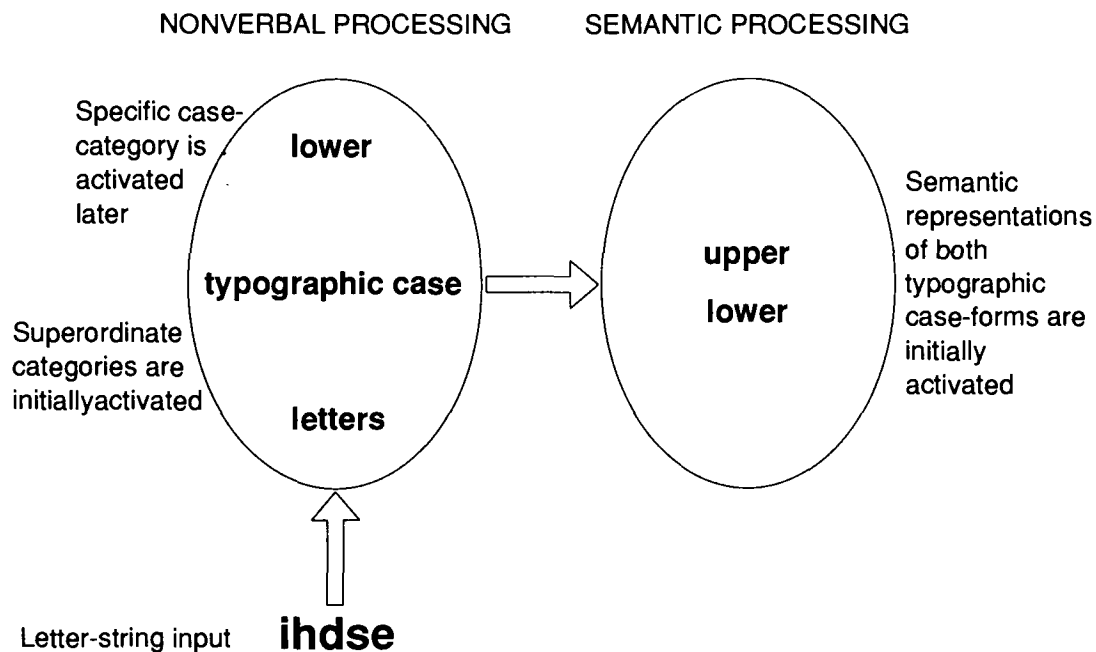 NONVERBAL PROCESSING
SEMANTIC PROCESSING
Specific case-
category is
activated
later
lower
typographic case
Superordinate
categories are
initiallyactivated
letters
upper
lower
Semantic
representations
of both
typographic
case-forms are
initially
activated
Letter-string input
ihdse